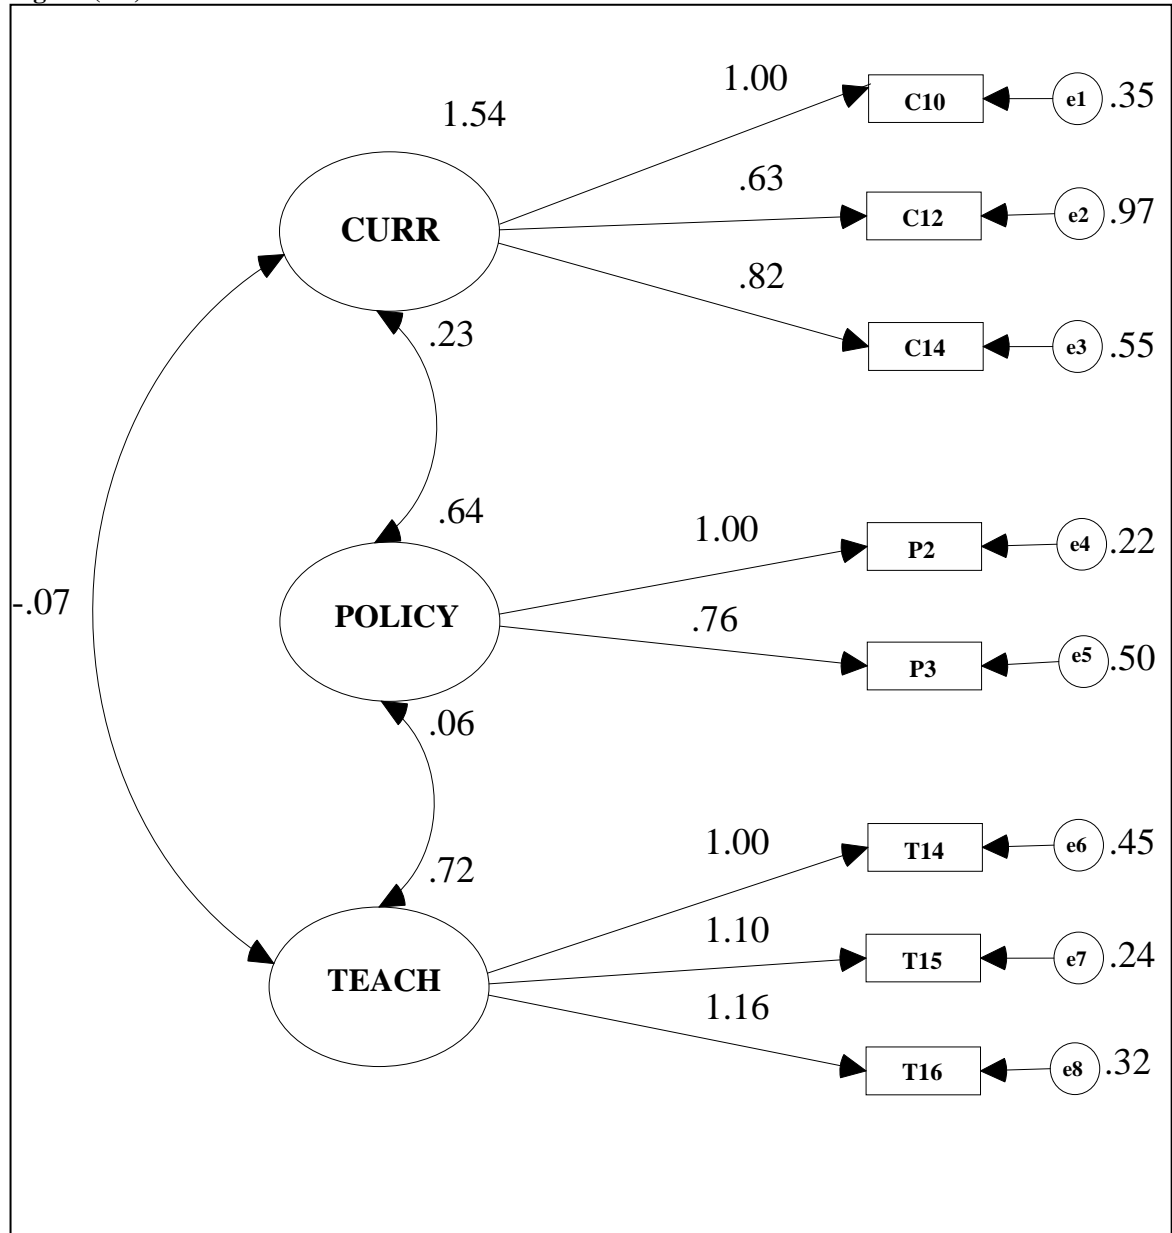 1.00
C10
e1
.35
1.54
.63
CURR
C12
e2
.97
.82
.23
C14
e3
.55
.64
1.00
P2
e4
.22
-.07
POLICY
.76
P3
e5
.50
.06
1.00
T14
e6
.45
.72
1.10
T15
e7
.24
TEACH
1.16
T16
e8
.32